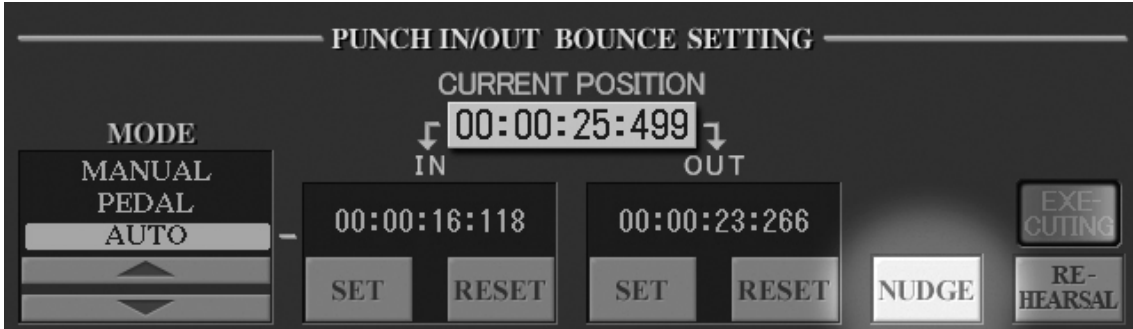 PUNCH IN/OUT BOUNCE SETTING
CURRENT POSITION
00:00:25:499
IN OUT
MODE
MANUAL
PEDAL
AUTO
00:00:16:118
SET RESET
00:00:23:266
SET RESET
NUDGE
EXE-
CUTING
RE-
HEARSAL